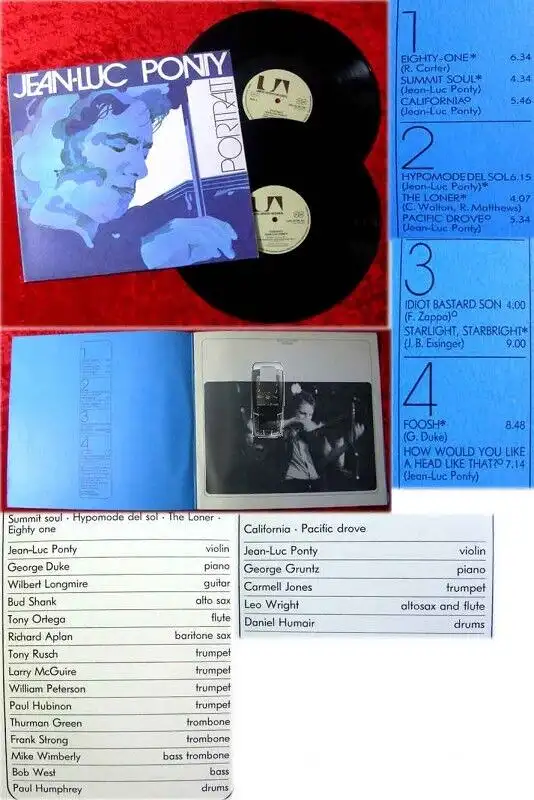 JEAN-LUC PONTY
PORTRAIT
1
EIGHTY-ONE* 6.34
(R. Carter)
SUMMIT SOUL* 4.34
(Jean-Luc Ponty)
CALIFORNIA° 5.46
(Jean-Luc Ponty)
2
HYPOMODE DEL SOL 6.15
(Jean-Luc Ponty)*
THE LONER* 4.07
(C. Walton, R. Matthews)
PACIFIC DROVE° 5.34
(Jean-Luc Ponty)
3
IDIOT BASTARD SON 4:00
(F. Zappa)°
STARLIGHT, STARBRIGHT*
(J. B. Eisinger) 9.00
4
FOOSH* 8.48
(G. Duke)
HOW WOULD YOU LIKE
A HEAD LIKE THAT?° 7.14
(Jean-Luc Ponty)
1
2
3
4
Summit soul · Hypomode del sol · The Loner ·
Eighty one
Jean-Luc Ponty violin
George Duke piano
Wilbert Longmire guitar
Bud Shank alto sax
Tony Ortega flute
Richard Aplan baritone sax
Tony Rusch trumpet
Larry McGuire trumpet
William Peterson trumpet
Paul Hubinon trumpet
Thurman Green trombone
Frank Strong trombone
Mike Wimberly bass trombone
Bob West bass
Paul Humphrey drums
California · Pacific drove
Jean-Luc Ponty violin
George Gruntz piano
Carmell Jones trumpet
Leo Wright altosax and flute
Daniel Humair drums